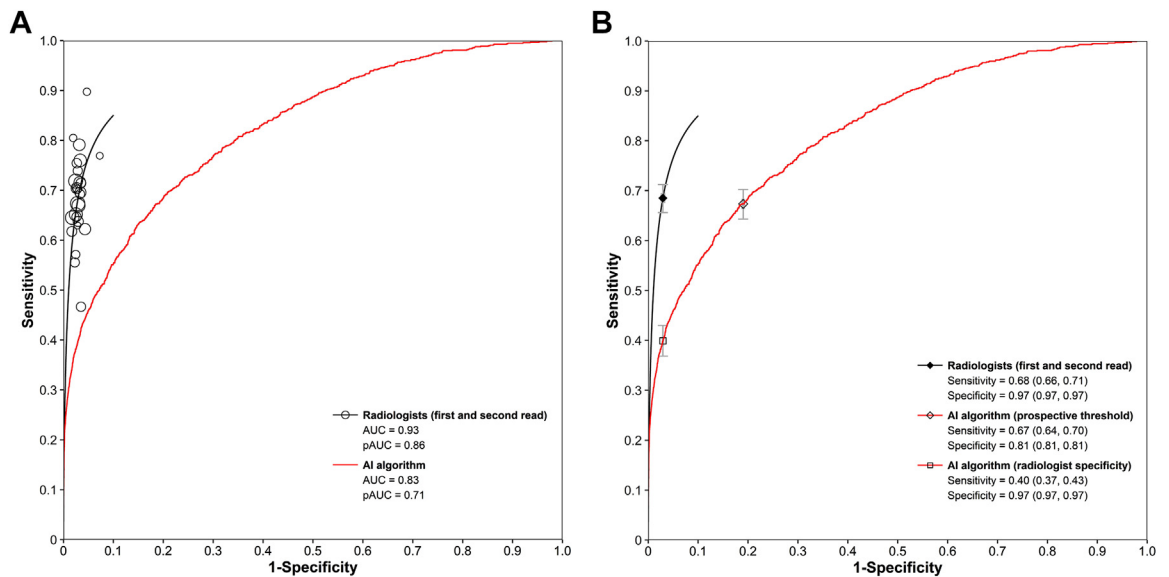 A
1.0
0.9
0.8
0.7
0.6
0.5
0.4
0.3
0.2
0.1
Sensitivity
Radiologists (first and second read)
AUC = 0.93
pAUC = 0.86
AI algorithm
AUC = 0.83
pAUC = 0.71
0 0.1 0.2 0.3 0.4 0.5 0.6 0.7 0.8 0.9 1.0
1-Specificity
B
1.0
0.9
0.8
0.7
0.6
0.5
0.4
0.3
0.2
0.1
Sensitivity
Radiologists (first and second read)
Sensitivity = 0.68 (0.66, 0.71)
Specificity = 0.97 (0.97, 0.97)
AI algorithm (prospective threshold)
Sensitivity = 0.67 (0.64, 0.70)
Specificity = 0.81 (0.81, 0.81)
AI algorithm (radiologist specificity)
Sensitivity = 0.40 (0.37, 0.43)
Specificity = 0.97 (0.97, 0.97)
0 0.1 0.2 0.3 0.4 0.5 0.6 0.7 0.8 0.9 1.0
1-Specificity